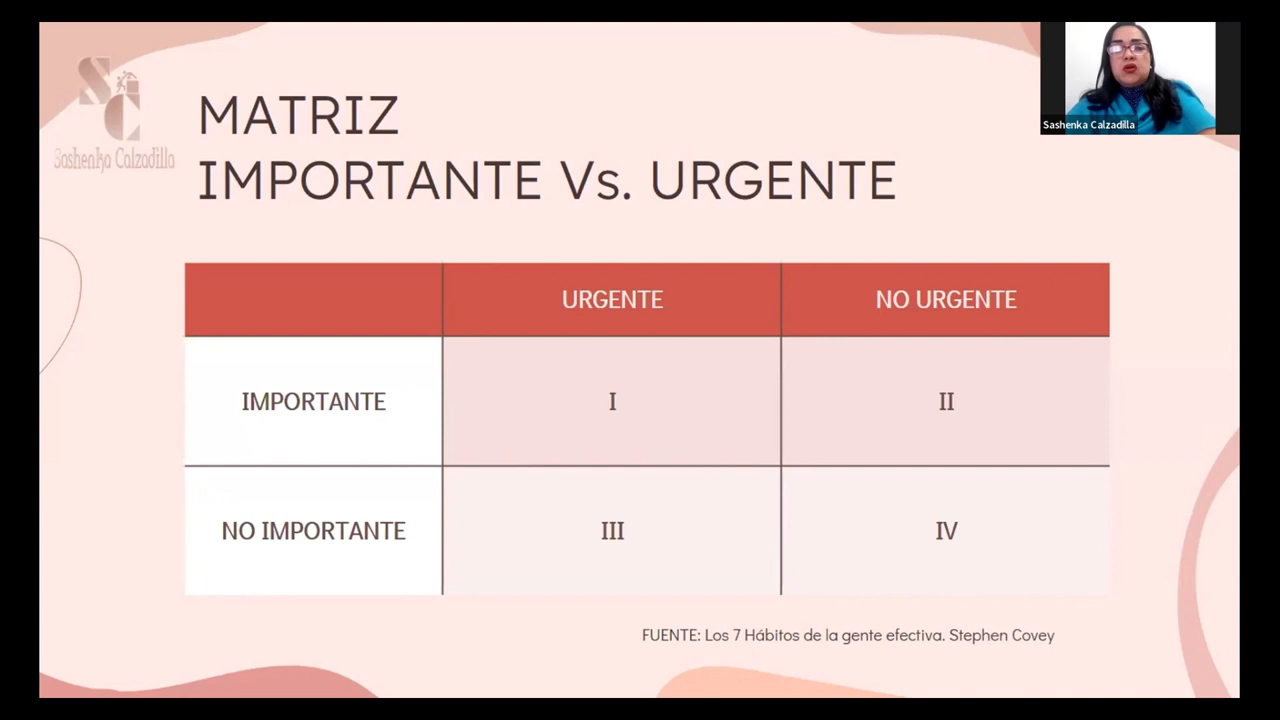 SC
Sashenka Calzadilla
MATRIZ
IMPORTANTE Vs. URGENTE
Sashenka Calzadilla
URGENTE
NO URGENTE
IMPORTANTE
I
II
NO IMPORTANTE
III
IV
FUENTE: Los 7 Hábitos de la gente efectiva. Stephen Covey